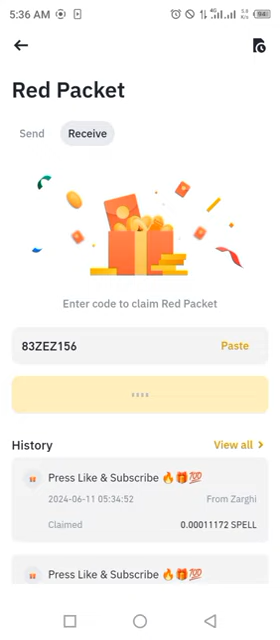 5:36 AM
Red Packet
Send Receive
Enter code to claim Red Packet
83ZEZ156 Paste
History View all >
Press Like & Subscribe 🔥🎁💯
2024-06-11 05:34:52 From Zarghi
Claimed 0.00011172 SPELL
Press Like & Subscribe 🔥🎁💯